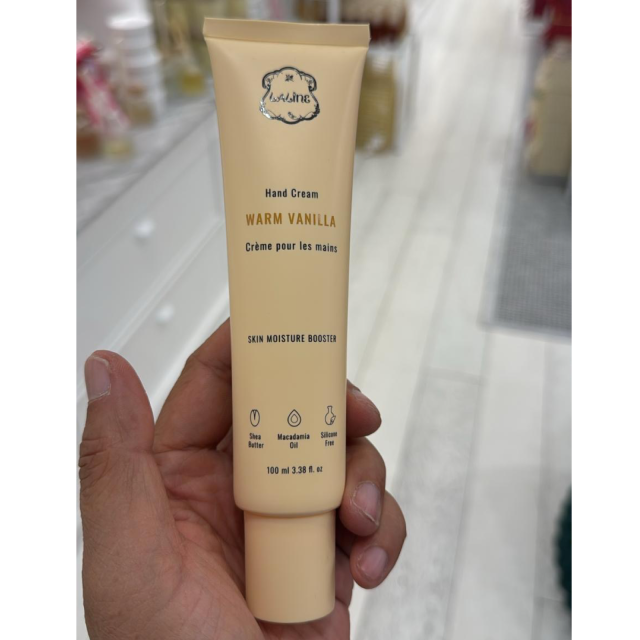 Laline
Hand Cream
WARM VANILLA
Crème pour les mains
SKIN MOISTURE BOOSTER
Shea
Butter
Macadamia
Oil
Silicone
Free
100 ml 3.38 fl. oz